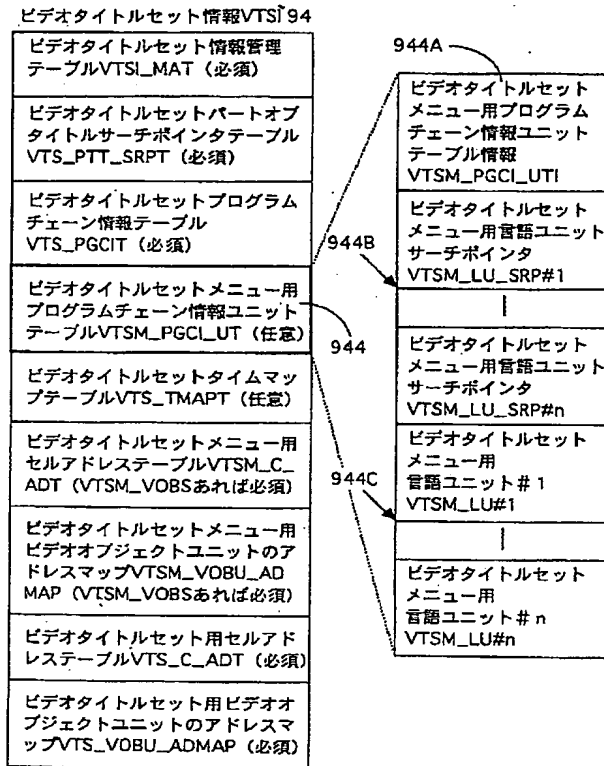 ビデオタイトルセット情報VTSI 94
ビデオタイトルセット情報管理
テーブルVTSI_MAT（必須）
ビデオタイトルセットパートオブ
タイトルサーチポインタテーブル
VTS_PTT_SRPT（必須）
ビデオタイトルセットプログラム
チェーン情報テーブル
VTS_PGCIT（必須）
ビデオタイトルセットメニュー用
プログラムチェーン情報ユニット
テーブルVTSM_PGCI_UT（任意）
ビデオタイトルセットタイムマッ
プテーブルVTS_TMAPT（任意）
ビデオタイトルセットメニュー用
セルアドレステーブルVTSM_C_
ADT（VTSM_VOBSあれば必須）
ビデオタイトルセットメニュー用
ビデオオブジェクトユニットのア
ドレスマップVTSM_VOBU_AD
MAP（VTSM_VOBSあれば必須）
ビデオタイトルセット用セルアド
レステーブルVTS_C_ADT（必須）
ビデオタイトルセット用ビデオオ
ブジェクトユニットのアドレスマ
ップVTS_VOBU_ADMAP（必須）
944
944A
ビデオタイトルセット
メニュー用プログラム
チェーン情報ユニット
テーブル情報
VTSM_PGCI_UTI
944B
ビデオタイトルセット
メニュー用言語ユニット
サーチポインタ
VTSM_LU_SRP#1
ビデオタイトルセット
メニュー用言語ユニット
サーチポインタ
VTSM_LU_SRP#n
944C
ビデオタイトルセット
メニュー用
言語ユニット＃1
VTSM_LU#1
ビデオタイトルセット
メニュー用
言語ユニット＃n
VTSM_LU#n